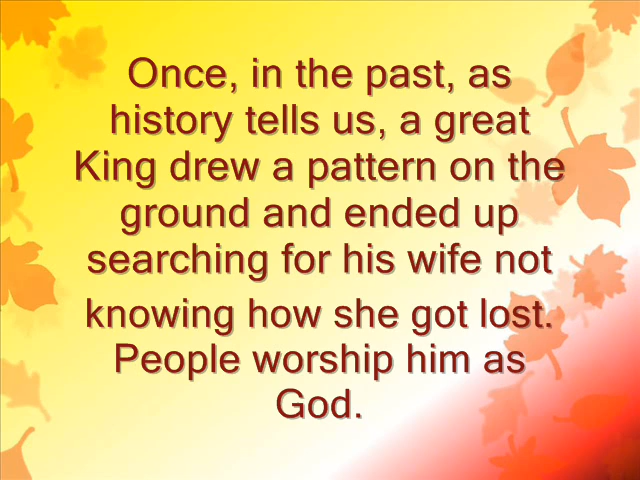 Once, in the past, as
history tells us, a great
King drew a pattern on the
ground and ended up
searching for his wife not
knowing how she got lost.
People worship him as
God.